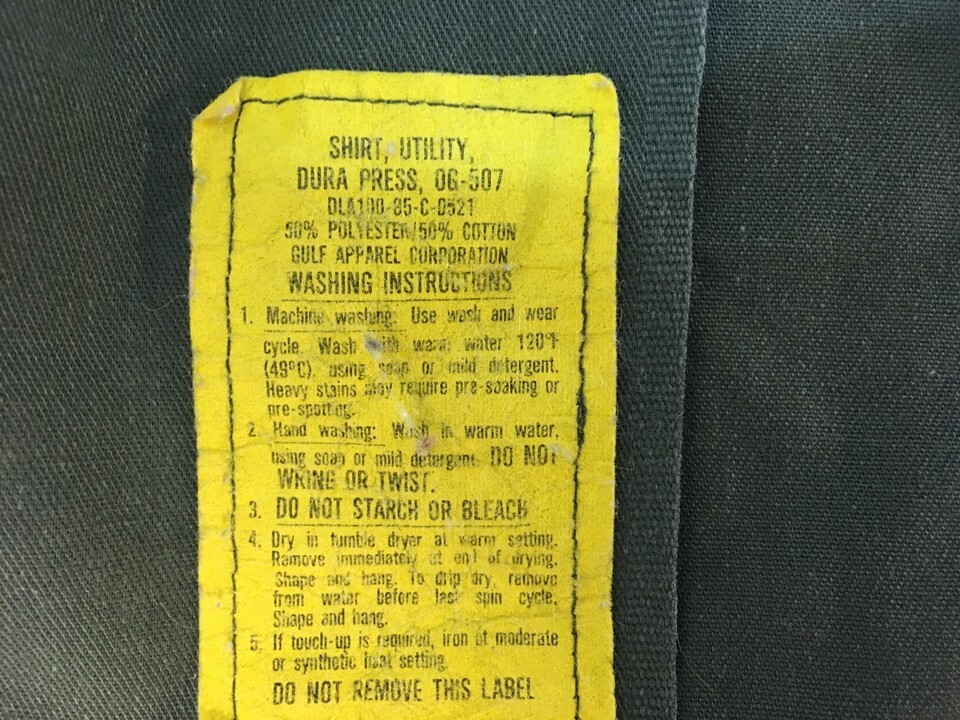 SHIRT, UTILITY,
DURA PRESS, OG-507
DLA100-85-C-0521
50% POLYESTER/50% COTTON
GULF APPAREL CORPORATION
WASHING INSTRUCTIONS
1. Machine washing: Use wash and wear
cycle. Wash with warm water 120°F
(49°C), using soap or mild detergent.
Heavy stains may require pre-soaking or
pre-spotting.
2. Hand washing: Wash in warm water,
using soap or mild detergent. DO NOT
WRING OR TWIST.
3. DO NOT STARCH OR BLEACH
4. Dry in tumble dryer at warm setting.
Remove immediately at end of drying.
Shape and hang. To drip dry, remove
from water before last spin cycle,
Shape and hang.
5. If touch-up is required, iron at moderate
or synthetic heat setting.
DO NOT REMOVE THIS LABEL